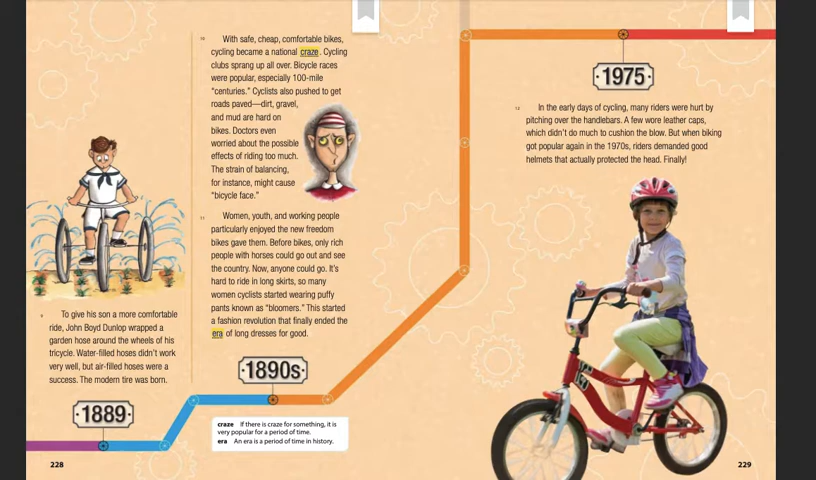 9 To give his son a more comfortable
ride, John Boyd Dunlop wrapped a
garden hose around the wheels of his
tricycle. Water-filled hoses didn't work
very well, but air-filled hoses were a
success. The modern tire was born.
1889
228
10 With safe, cheap, comfortable bikes,
cycling became a national craze. Cycling
clubs sprang up all over. Bicycle races
were popular, especially 100-mile
"centuries." Cyclists also pushed to get
roads paved—dirt, gravel,
and mud are hard on
bikes. Doctors even
worried about the possible
effects of riding too much.
The strain of balancing,
for instance, might cause
"bicycle face."
11 Women, youth, and working people
particularly enjoyed the new freedom
bikes gave them. Before bikes, only rich
people with horses could go out and see
the country. Now, anyone could go. It's
hard to ride in long skirts, so many
women cyclists started wearing puffy
pants known as "bloomers." This started
a fashion revolution that finally ended the
era of long dresses for good.
1890s
craze If there is craze for something, it is
very popular for a period of time.
era An era is a period of time in history.
1975
12 In the early days of cycling, many riders were hurt by
pitching over the handlebars. A few wore leather caps,
which didn't do much to cushion the blow. But when biking
got popular again in the 1970s, riders demanded good
helmets that actually protected the head. Finally!
229